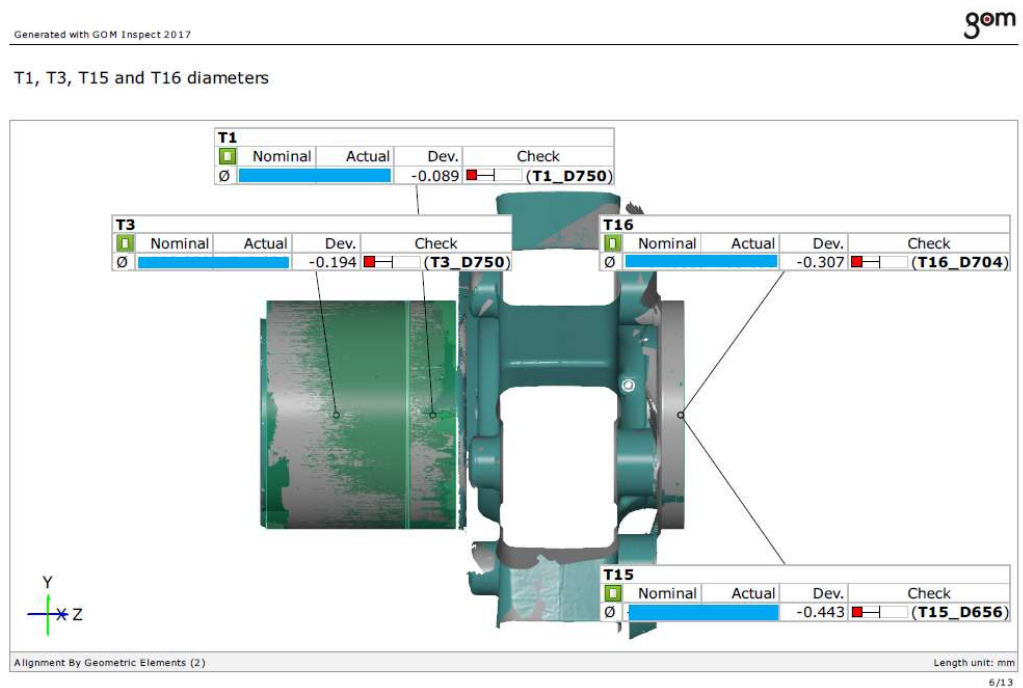 gom
Generated with GOM Inspect 2017
T1, T3, T15 and T16 diameters
T1
Nominal Actual Dev. Check
Ø -0.089 (T1_D750)
T3
Nominal Actual Dev. Check
Ø -0.194 (T3_D750)
T16
Nominal Actual Dev. Check
Ø -0.307 (T16_D704)
T15
Nominal Actual Dev. Check
Ø -0.443 (T15_D656)
Y
X Z
Alignment By Geometric Elements (2) Length unit: mm
6/13